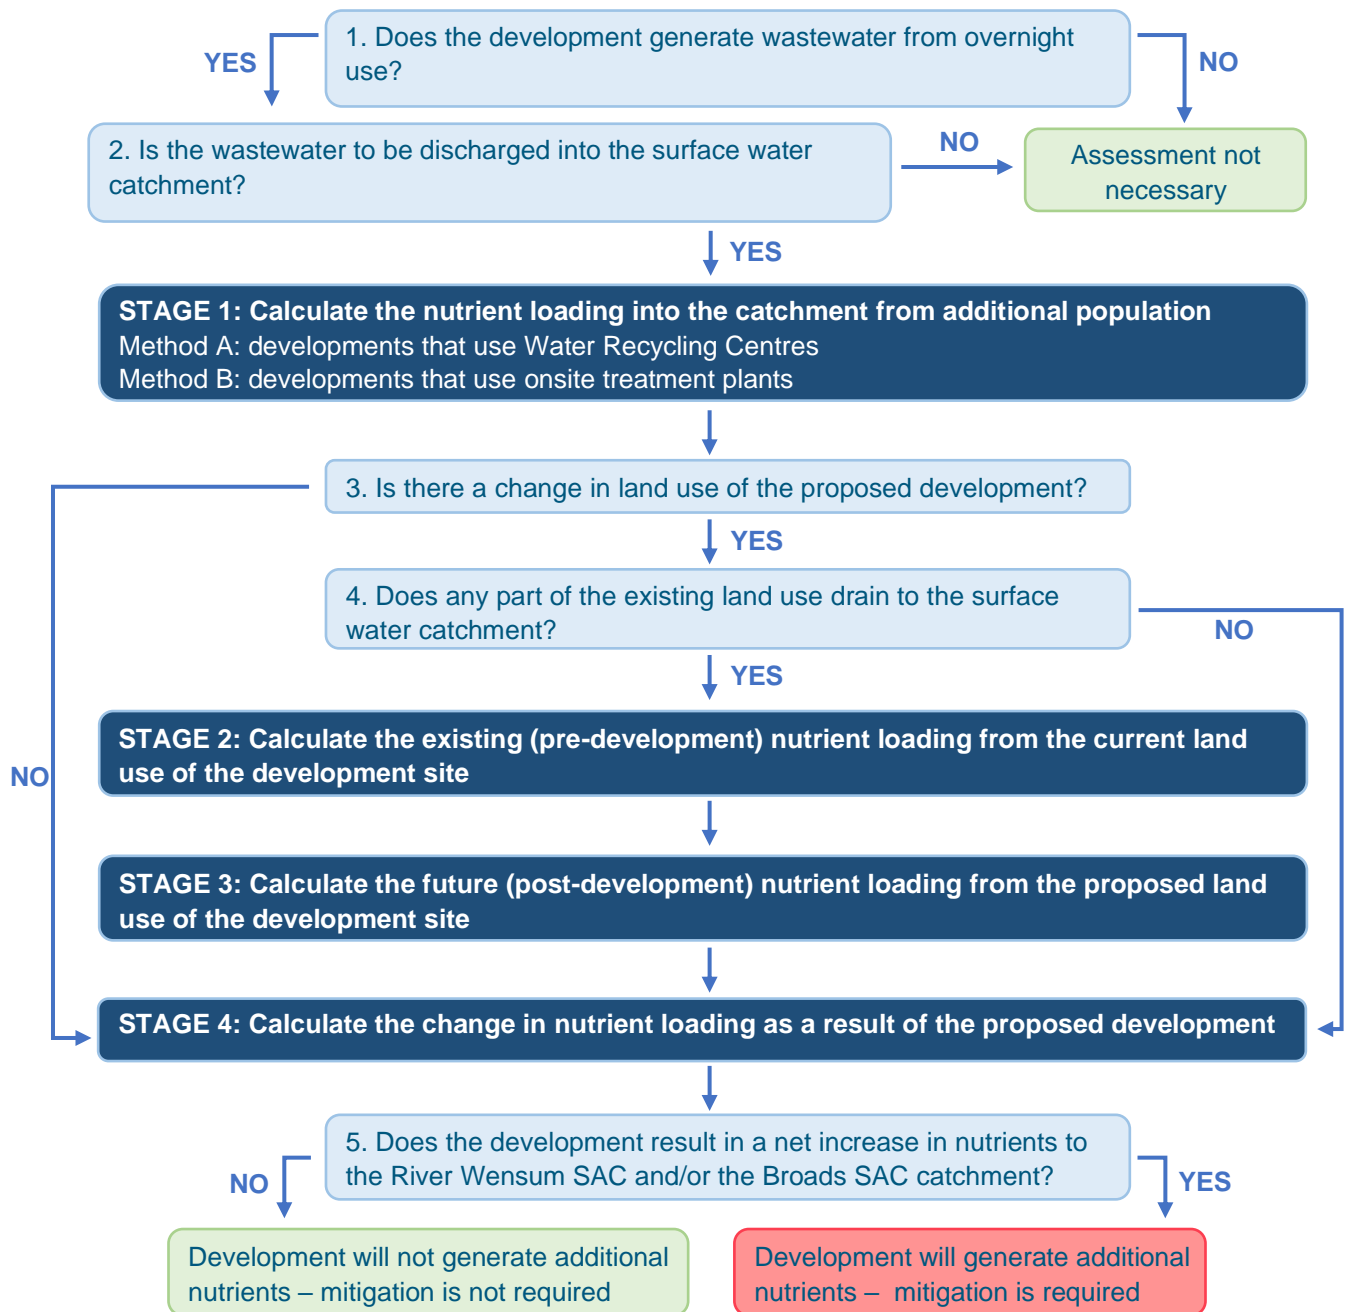 1. Does the development generate wastewater from overnight
use?
YES
NO
2. Is the wastewater to be discharged into the surface water
catchment?
NO
Assessment not
necessary
YES
STAGE 1: Calculate the nutrient loading into the catchment from additional population
Method A: developments that use Water Recycling Centres
Method B: developments that use onsite treatment plants
3. Is there a change in land use of the proposed development?
YES
4. Does any part of the existing land use drain to the surface
water catchment?
NO
YES
STAGE 2: Calculate the existing (pre-development) nutrient loading from the current land
use of the development site
NO
STAGE 3: Calculate the future (post-development) nutrient loading from the proposed land
use of the development site
STAGE 4: Calculate the change in nutrient loading as a result of the proposed development
5. Does the development result in a net increase in nutrients to
the River Wensum SAC and/or the Broads SAC catchment?
NO
YES
Development will not generate additional
nutrients – mitigation is not required
Development will generate additional
nutrients – mitigation is required